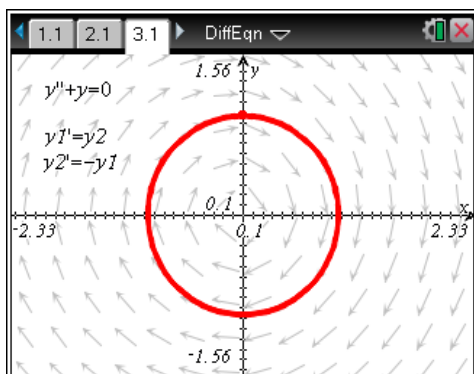 1.1 2.1 3.1 DiffEqn
1.56 y
y''+y=0
y1'=y2
y2'=−y1
0.1
x
-2.33 0.1 2.33
-1.56